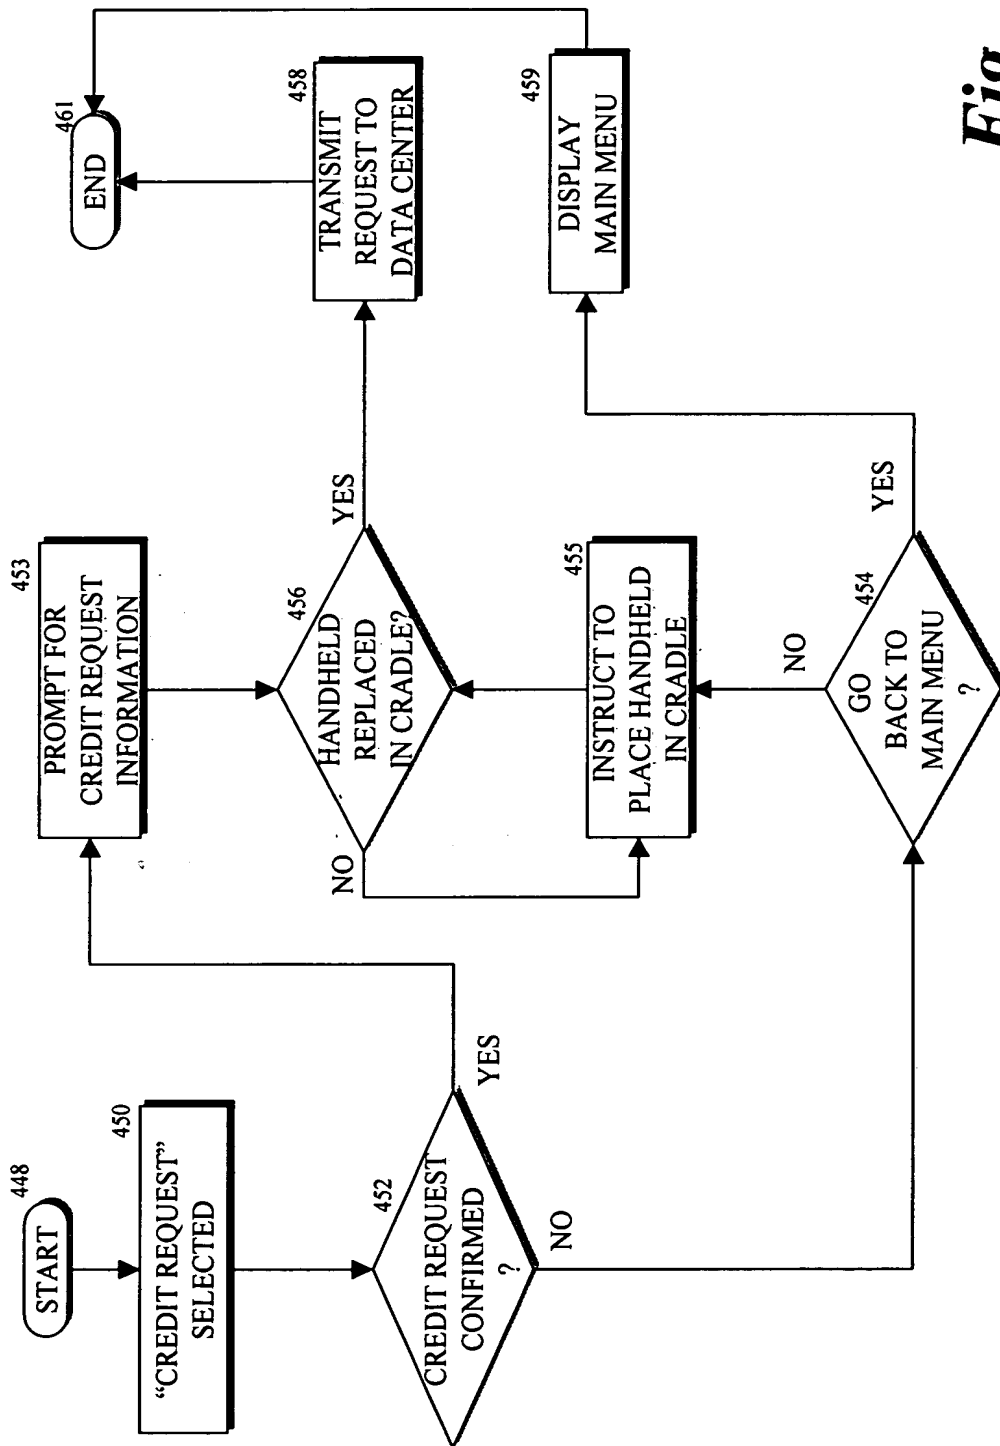 START
448
"CREDIT REQUEST"
SELECTED
450
CREDIT REQUEST
CONFIRMED
?
452
YES
NO
PROMPT FOR
CREDIT REQUEST
INFORMATION
453
HANDHELD
REPLACED
IN CRADLE?
456
YES
NO
INSTRUCT TO
PLACE HANDHELD
IN CRADLE
455
GO
BACK TO
MAIN MENU
?
454
NO
YES
END
461
TRANSMIT
REQUEST TO
DATA CENTER
458
DISPLAY
MAIN MENU
459
Fig